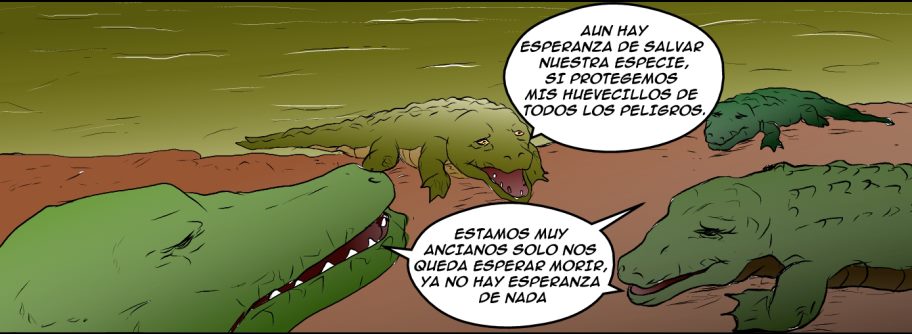 AUN HAY
ESPERANZA DE SALVAR
NUESTRA ESPECIE,
SI PROTEGEMOS
MIS HUEVECILLOS DE
TODOS LOS PELIGROS.
ESTAMOS MUY
ANCIANOS SOLO NOS
QUEDA ESPERAR MORIR,
YA NO HAY ESPERANZA
DE NADA